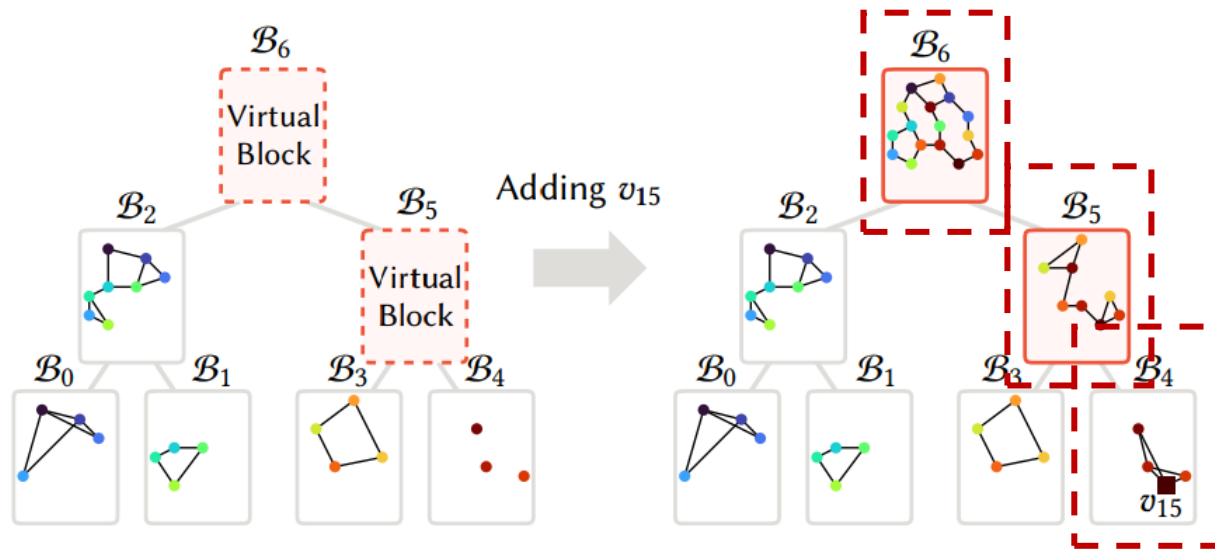 ℬ₆
Virtual
Block
ℬ₂
ℬ₅
Virtual
Block
ℬ₀
ℬ₁
ℬ₃
ℬ₄
Adding v₁₅
ℬ₆
ℬ₂
ℬ₅
ℬ₀
ℬ₁
ℬ₃
ℬ₄
v₁₅